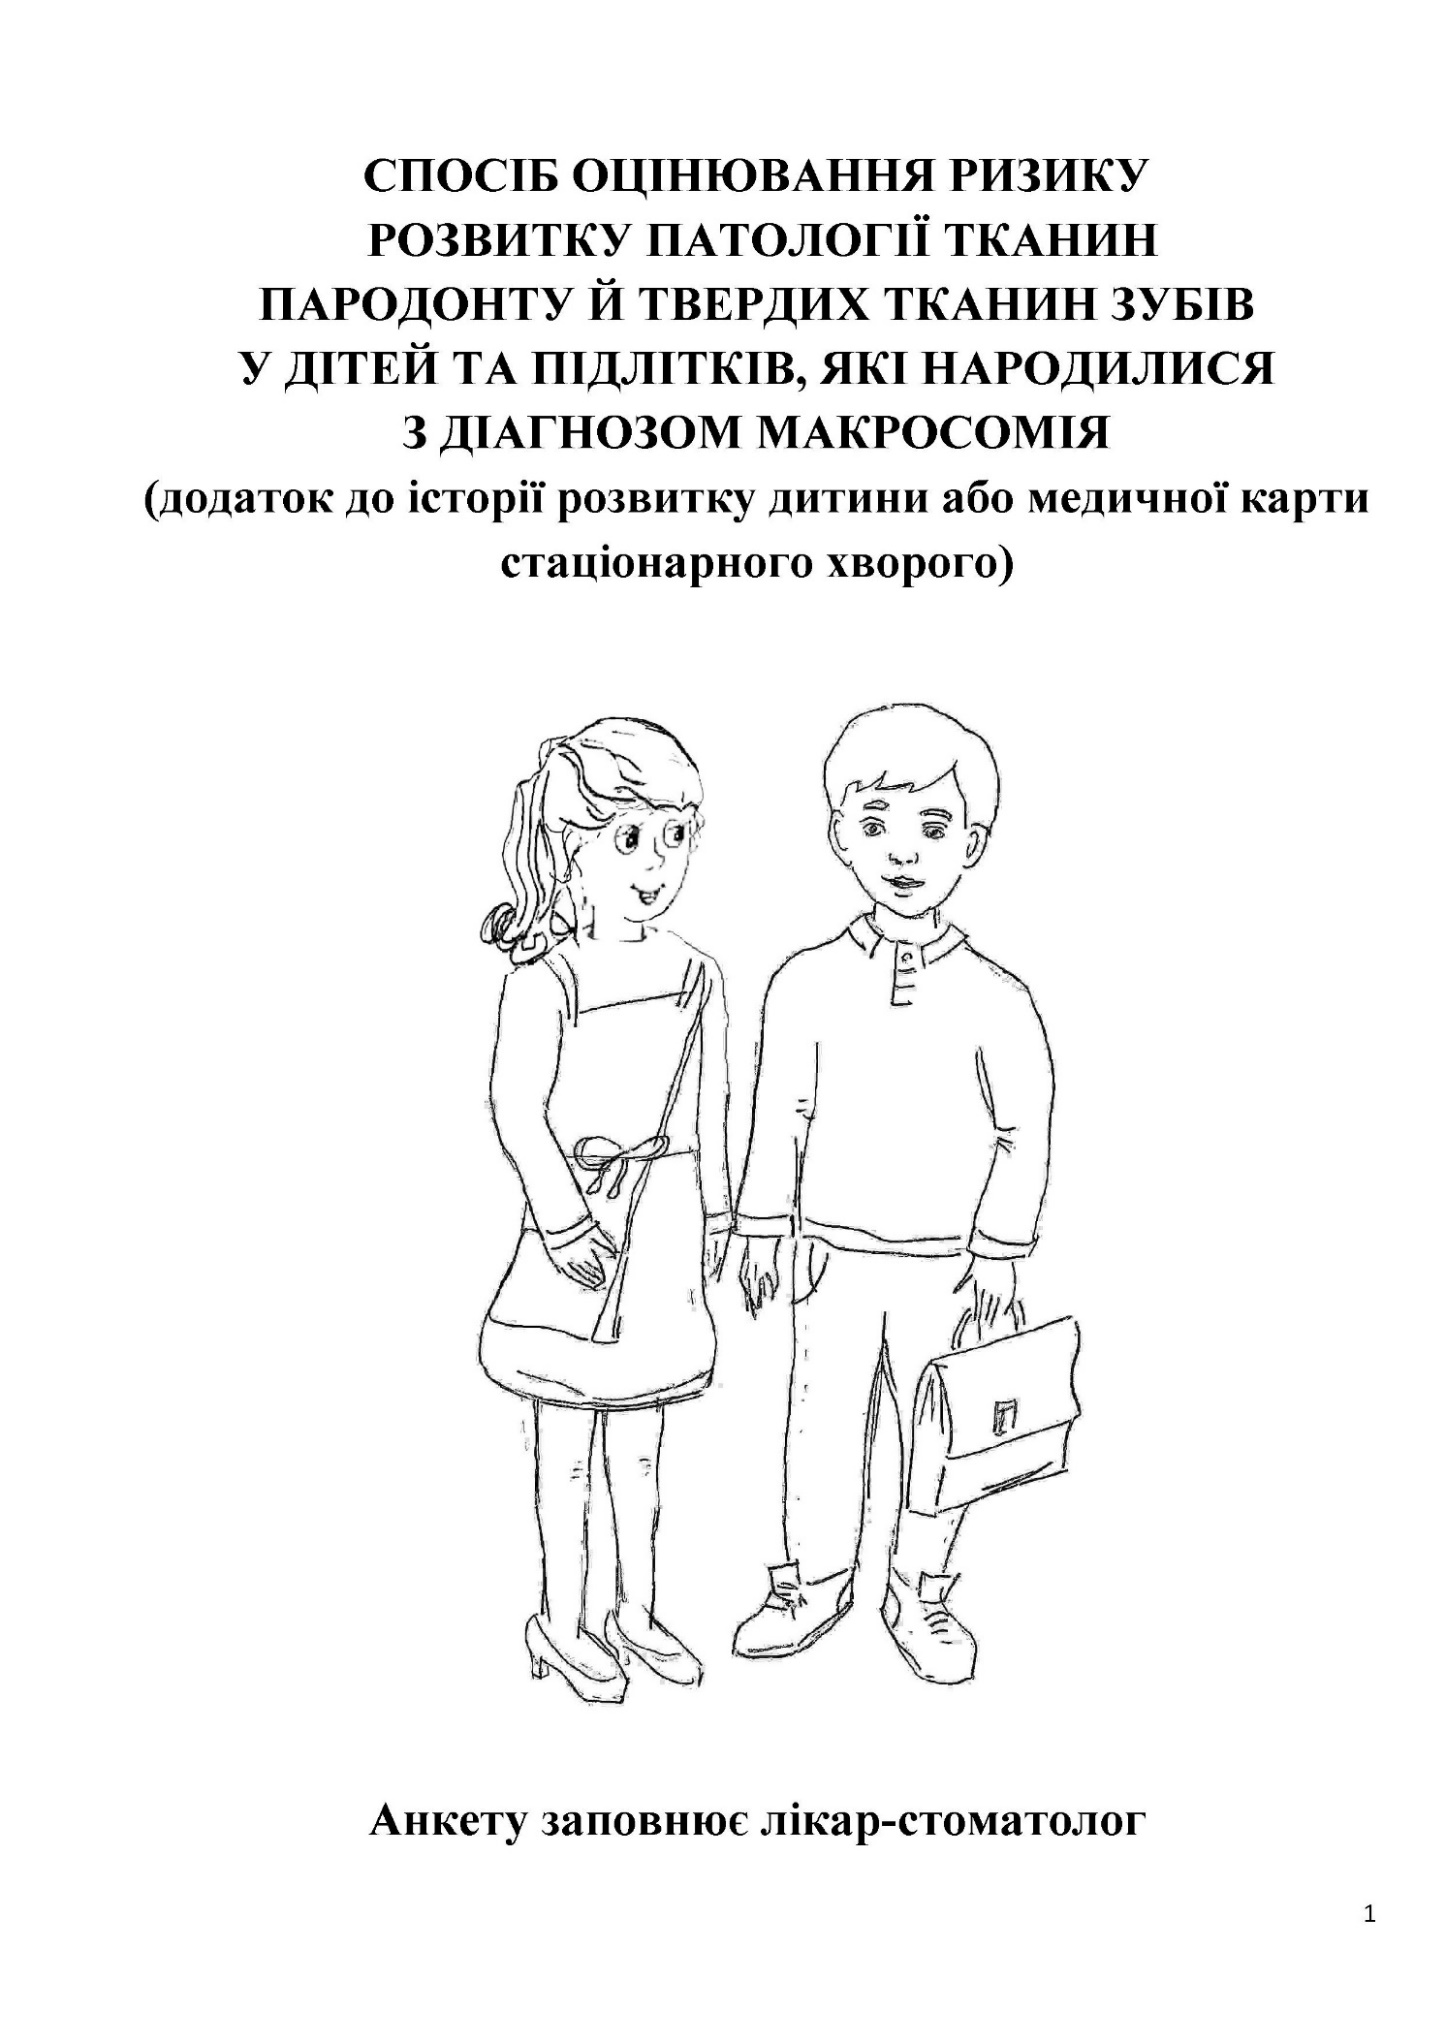 СПОСІБ ОЦІНЮВАННЯ РИЗИКУ
РОЗВИТКУ ПАТОЛОГІЇ ТКАНИН
ПАРОДОНТУ Й ТВЕРДИХ ТКАНИН ЗУБІВ
У ДІТЕЙ ТА ПІДЛІТКІВ, ЯКІ НАРОДИЛИСЯ
З ДІАГНОЗОМ МАКРОСОМІЯ
(додаток до історії розвитку дитини або медичної карти
стаціонарного хворого)
Анкету заповнює лікар-стоматолог
1